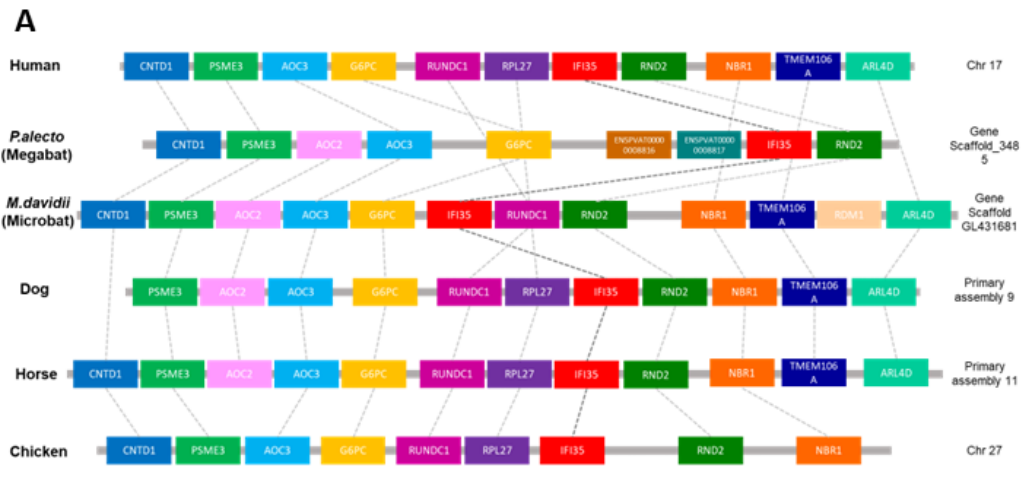 A
Human CNTD1 PSME3 AOC3 G6PC RUNDC1 RPL27 IFI35 RND2 NBR1 TMEM106 ARL4D Chr 17
A
P.alecto CNTD1 PSME3 AOC2 AOC3 G6PC ENSPVAT0000 ENSPVAT0000 IFI35 RND2 Gene
(Megabat) 0008816 0008817 Scaffold_348
5
M.davidii CNTD1 PSME3 AOC2 AOC3 G6PC IFI35 RUNDC1 RND2 NBR1 TMEM106 RDM1 ARL4D Gene
(Microbat) A Scaffold
GL431681
Dog PSME3 AOC2 AOC3 G6PC RUNDC1 RPL27 IFI35 RND2 NBR1 TMEM106 ARL4D Primary
A assembly 9
Horse CNTD1 PSME3 AOC2 AOC3 G6PC RUNDC1 RPL27 IFI35 RND2 NBR1 TMEM106 ARL4D Primary
A assembly 11
Chicken CNTD1 PSME3 AOC3 G6PC RUNDC1 RPL27 IFI35 RND2 NBR1 Chr 27